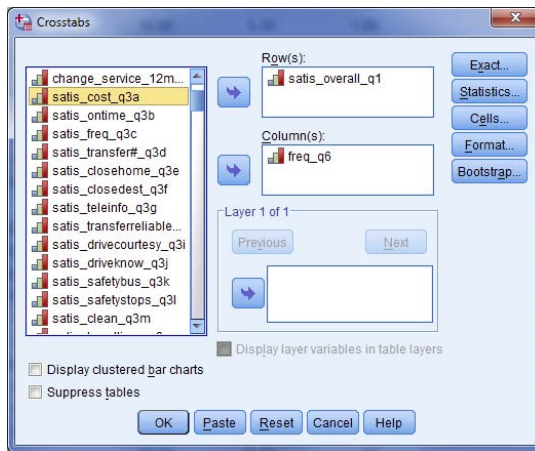 Crosstabs
change_service_12m...
satis_cost_q3a
satis_ontime_q3b
satis_freq_q3c
satis_transfer#_q3d
satis_closehome_q3e
satis_closedest_q3f
satis_teleinfo_q3g
satis_transferreliable...
satis_drivecourtesy_q3i
satis_driveknow_q3j
satis_safetybus_q3k
satis_safetystops_q3l
satis_clean_q3m
Row(s):
satis_overall_q1
Column(s):
freq_q6
Layer 1 of 1
Previous
Next
Display layer variables in table layers
Exact...
Statistics...
Cells...
Format...
Bootstrap...
Display clustered bar charts
Suppress tables
OK
Paste
Reset
Cancel
Help